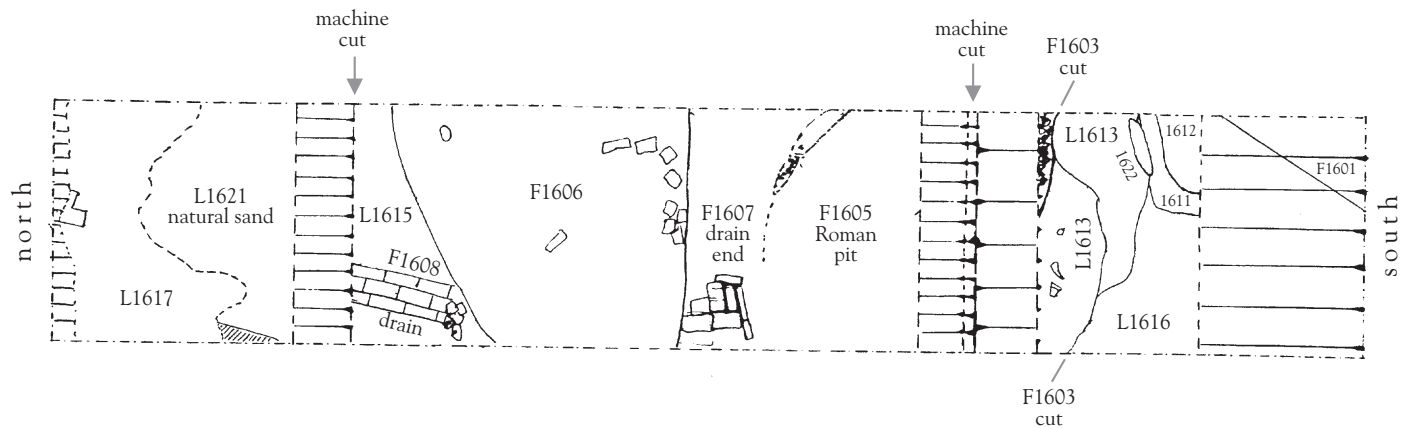 machine
cut
machine
cut
F1603
cut
north
L1621
natural sand
L1617
L1615
F1608
drain
F1606
F1607
drain
end
F1605
Roman
pit
L1613
L1613
1622
1612
1611
F1601
L1616
south
F1603
cut